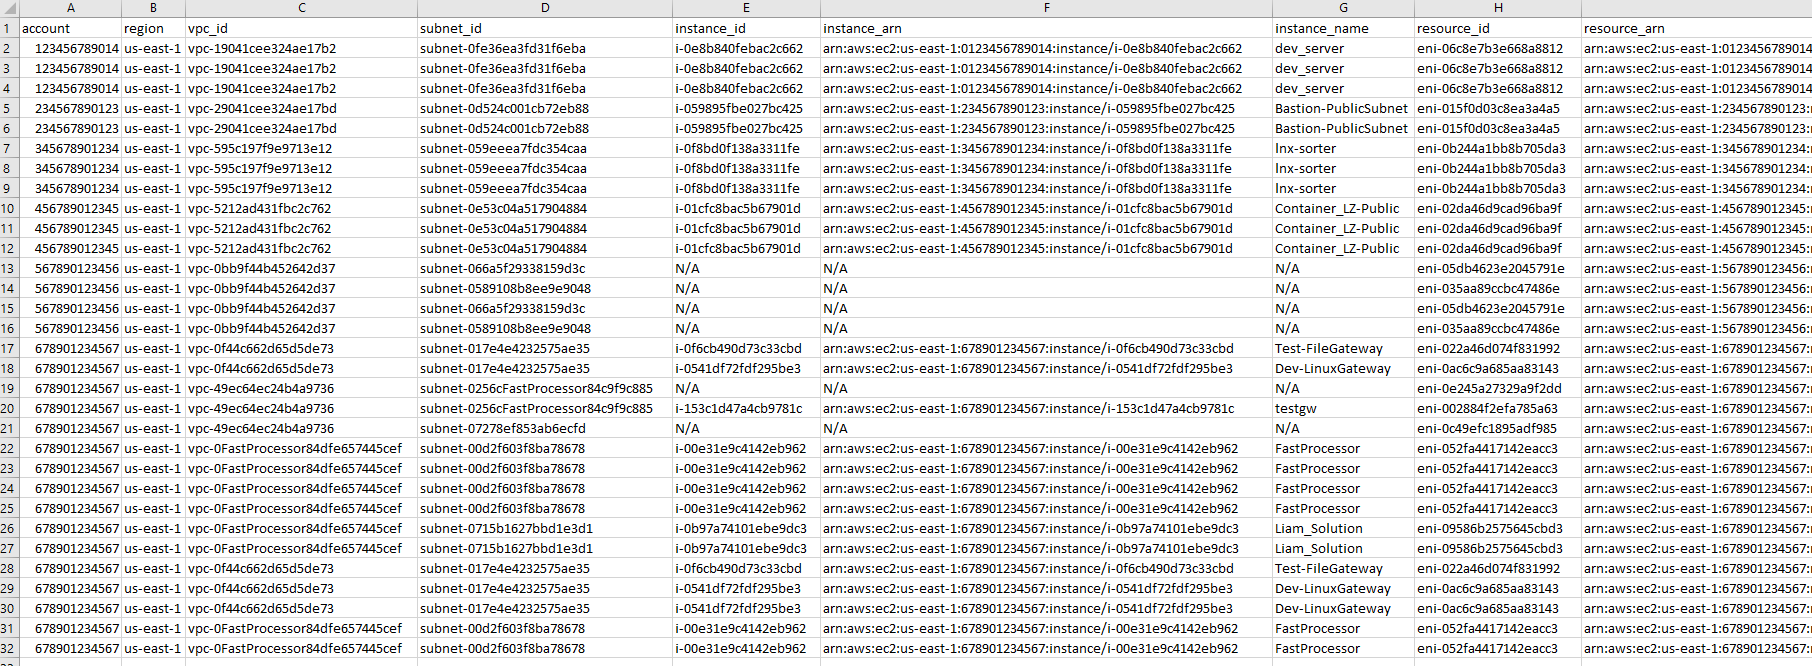 A B C D E F G H
1 account region vpc_id subnet_id instance_id instance_arn instance_name resource_id resource_arn
2 123456789014 us-east-1 vpc-19041cee324ae17b2 subnet-0fe36ea3fd31f6eba i-0e8b840febac2c662 arn:aws:ec2:us-east-1:0123456789014:instance/i-0e8b840febac2c662 dev_server eni-06c8e7b3e668a8812 arn:aws:ec2:us-east-1:0123456789014
3 123456789014 us-east-1 vpc-19041cee324ae17b2 subnet-0fe36ea3fd31f6eba i-0e8b840febac2c662 arn:aws:ec2:us-east-1:0123456789014:instance/i-0e8b840febac2c662 dev_server eni-06c8e7b3e668a8812 arn:aws:ec2:us-east-1:0123456789014
4 123456789014 us-east-1 vpc-19041cee324ae17b2 subnet-0fe36ea3fd31f6eba i-0e8b840febac2c662 arn:aws:ec2:us-east-1:0123456789014:instance/i-0e8b840febac2c662 dev_server eni-06c8e7b3e668a8812 arn:aws:ec2:us-east-1:0123456789014
5 234567890123 us-east-1 vpc-29041cee324ae17bd subnet-0d524c001cb72eb88 i-059895fbe027bc425 arn:aws:ec2:us-east-1:234567890123:instance/i-059895fbe027bc425 Bastion-PublicSubnet eni-015f0d03c8ea3a4a5 arn:aws:ec2:us-east-1:234567890123:
6 234567890123 us-east-1 vpc-29041cee324ae17bd subnet-0d524c001cb72eb88 i-059895fbe027bc425 arn:aws:ec2:us-east-1:234567890123:instance/i-059895fbe027bc425 Bastion-PublicSubnet eni-015f0d03c8ea3a4a5 arn:aws:ec2:us-east-1:234567890123:
7 345678901234 us-east-1 vpc-595c197f9e9713e12 subnet-059eeea7fdc354caa i-0f8bd0f138a3311fe arn:aws:ec2:us-east-1:345678901234:instance/i-0f8bd0f138a3311fe lnx-sorter eni-0b244a1bb8b705da3 arn:aws:ec2:us-east-1:345678901234:
8 345678901234 us-east-1 vpc-595c197f9e9713e12 subnet-059eeea7fdc354caa i-0f8bd0f138a3311fe arn:aws:ec2:us-east-1:345678901234:instance/i-0f8bd0f138a3311fe lnx-sorter eni-0b244a1bb8b705da3 arn:aws:ec2:us-east-1:345678901234:
9 345678901234 us-east-1 vpc-595c197f9e9713e12 subnet-059eeea7fdc354caa i-0f8bd0f138a3311fe arn:aws:ec2:us-east-1:345678901234:instance/i-0f8bd0f138a3311fe lnx-sorter eni-0b244a1bb8b705da3 arn:aws:ec2:us-east-1:345678901234:
10 456789012345 us-east-1 vpc-5212ad431fbc2c762 subnet-0e53c04a517904884 i-01cfc8bac5b67901d arn:aws:ec2:us-east-1:456789012345:instance/i-01cfc8bac5b67901d Container_LZ-Public eni-02da46d9cad96ba9f arn:aws:ec2:us-east-1:456789012345:
11 456789012345 us-east-1 vpc-5212ad431fbc2c762 subnet-0e53c04a517904884 i-01cfc8bac5b67901d arn:aws:ec2:us-east-1:456789012345:instance/i-01cfc8bac5b67901d Container_LZ-Public eni-02da46d9cad96ba9f arn:aws:ec2:us-east-1:456789012345:
12 456789012345 us-east-1 vpc-5212ad431fbc2c762 subnet-0e53c04a517904884 i-01cfc8bac5b67901d arn:aws:ec2:us-east-1:456789012345:instance/i-01cfc8bac5b67901d Container_LZ-Public eni-02da46d9cad96ba9f arn:aws:ec2:us-east-1:456789012345:
13 567890123456 us-east-1 vpc-0bb9f44b452642d37 subnet-066a5f29338159d3c N/A N/A N/A eni-05db4623e2045791e arn:aws:ec2:us-east-1:567890123456:
14 567890123456 us-east-1 vpc-0bb9f44b452642d37 subnet-0589108b8ee9e9048 N/A N/A N/A eni-035aa89ccbc47486e arn:aws:ec2:us-east-1:567890123456:
15 567890123456 us-east-1 vpc-0bb9f44b452642d37 subnet-066a5f29338159d3c N/A N/A N/A eni-05db4623e2045791e arn:aws:ec2:us-east-1:567890123456:
16 567890123456 us-east-1 vpc-0bb9f44b452642d37 subnet-0589108b8ee9e9048 N/A N/A N/A eni-035aa89ccbc47486e arn:aws:ec2:us-east-1:567890123456:
17 678901234567 us-east-1 vpc-0f44c662d65d5de73 subnet-017e4e4232575ae35 i-0f6cb490d73c33cbd arn:aws:ec2:us-east-1:678901234567:instance/i-0f6cb490d73c33cbd Test-FileGateway eni-022a46d074f831992 arn:aws:ec2:us-east-1:678901234567:
18 678901234567 us-east-1 vpc-0f44c662d65d5de73 subnet-017e4e4232575ae35 i-0541df72fdf295be3 arn:aws:ec2:us-east-1:678901234567:instance/i-0541df72fdf295be3 Dev-LinuxGateway eni-0ac6c9a685aa83143 arn:aws:ec2:us-east-1:678901234567:
19 678901234567 us-east-1 vpc-49ec64ec24b4a9736 subnet-0256cFastProcessor84c9f9c885 N/A N/A N/A eni-0e245a27329a9f2dd arn:aws:ec2:us-east-1:678901234567:
20 678901234567 us-east-1 vpc-49ec64ec24b4a9736 subnet-0256cFastProcessor84c9f9c885 i-153c1d47a4cb9781c arn:aws:ec2:us-east-1:678901234567:instance/i-153c1d47a4cb9781c testgw eni-002884f2efa785a63 arn:aws:ec2:us-east-1:678901234567:
21 678901234567 us-east-1 vpc-49ec64ec24b4a9736 subnet-07278ef853ab6ecfd N/A N/A N/A eni-0c49efc1895adf985 arn:aws:ec2:us-east-1:678901234567:
22 678901234567 us-east-1 vpc-0FastProcessor84dfe657445cef subnet-00d2f603f8ba78678 i-00e31e9c4142eb962 arn:aws:ec2:us-east-1:678901234567:instance/i-00e31e9c4142eb962 FastProcessor eni-052fa4417142eacc3 arn:aws:ec2:us-east-1:678901234567:
23 678901234567 us-east-1 vpc-0FastProcessor84dfe657445cef subnet-00d2f603f8ba78678 i-00e31e9c4142eb962 arn:aws:ec2:us-east-1:678901234567:instance/i-00e31e9c4142eb962 FastProcessor eni-052fa4417142eacc3 arn:aws:ec2:us-east-1:678901234567:
24 678901234567 us-east-1 vpc-0FastProcessor84dfe657445cef subnet-00d2f603f8ba78678 i-00e31e9c4142eb962 arn:aws:ec2:us-east-1:678901234567:instance/i-00e31e9c4142eb962 FastProcessor eni-052fa4417142eacc3 arn:aws:ec2:us-east-1:678901234567:
25 678901234567 us-east-1 vpc-0FastProcessor84dfe657445cef subnet-00d2f603f8ba78678 i-00e31e9c4142eb962 arn:aws:ec2:us-east-1:678901234567:instance/i-00e31e9c4142eb962 FastProcessor eni-052fa4417142eacc3 arn:aws:ec2:us-east-1:678901234567:
26 678901234567 us-east-1 vpc-0FastProcessor84dfe657445cef subnet-0715b1627bbd1e3d1 i-0b97a74101ebe9dc3 arn:aws:ec2:us-east-1:678901234567:instance/i-0b97a74101ebe9dc3 Liam_Solution eni-09586b2575645cbd3 arn:aws:ec2:us-east-1:678901234567:
27 678901234567 us-east-1 vpc-0FastProcessor84dfe657445cef subnet-0715b1627bbd1e3d1 i-0b97a74101ebe9dc3 arn:aws:ec2:us-east-1:678901234567:instance/i-0b97a74101ebe9dc3 Liam_Solution eni-09586b2575645cbd3 arn:aws:ec2:us-east-1:678901234567:
28 678901234567 us-east-1 vpc-0f44c662d65d5de73 subnet-017e4e4232575ae35 i-0f6cb490d73c33cbd arn:aws:ec2:us-east-1:678901234567:instance/i-0f6cb490d73c33cbd Test-FileGateway eni-022a46d074f831992 arn:aws:ec2:us-east-1:678901234567:
29 678901234567 us-east-1 vpc-0f44c662d65d5de73 subnet-017e4e4232575ae35 i-0541df72fdf295be3 arn:aws:ec2:us-east-1:678901234567:instance/i-0541df72fdf295be3 Dev-LinuxGateway eni-0ac6c9a685aa83143 arn:aws:ec2:us-east-1:678901234567:
30 678901234567 us-east-1 vpc-0f44c662d65d5de73 subnet-017e4e4232575ae35 i-0541df72fdf295be3 arn:aws:ec2:us-east-1:678901234567:instance/i-0541df72fdf295be3 Dev-LinuxGateway eni-0ac6c9a685aa83143 arn:aws:ec2:us-east-1:678901234567:
31 678901234567 us-east-1 vpc-0FastProcessor84dfe657445cef subnet-00d2f603f8ba78678 i-00e31e9c4142eb962 arn:aws:ec2:us-east-1:678901234567:instance/i-00e31e9c4142eb962 FastProcessor eni-052fa4417142eacc3 arn:aws:ec2:us-east-1:678901234567:
32 678901234567 us-east-1 vpc-0FastProcessor84dfe657445cef subnet-00d2f603f8ba78678 i-00e31e9c4142eb962 arn:aws:ec2:us-east-1:678901234567:instance/i-00e31e9c4142eb962 FastProcessor eni-052fa4417142eacc3 arn:aws:ec2:us-east-1:678901234567: